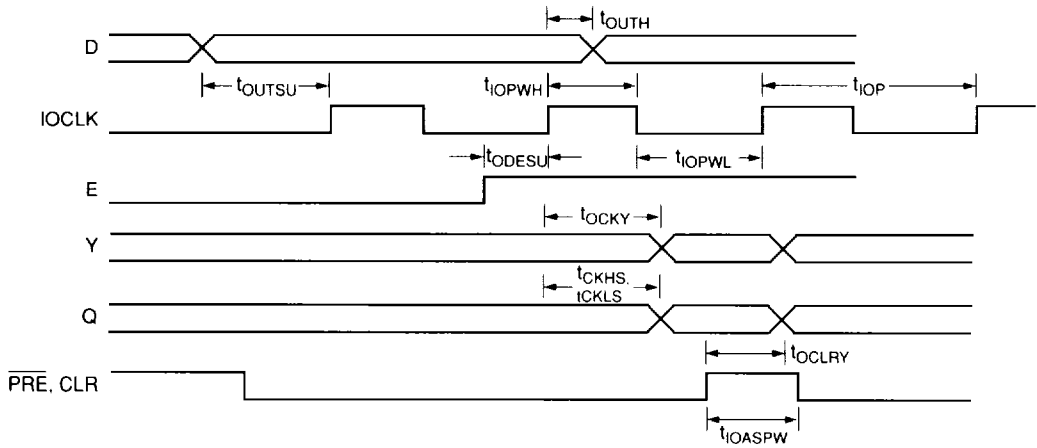 tOUTH
D
tOUTSU
tIOPWH
tIOP
IOCLK
tODESU
tIOPWL
E
tOCKY
Y
tCKHS,
tCKLS
Q
tOCLRY
PRE, CLR
tIOASPW